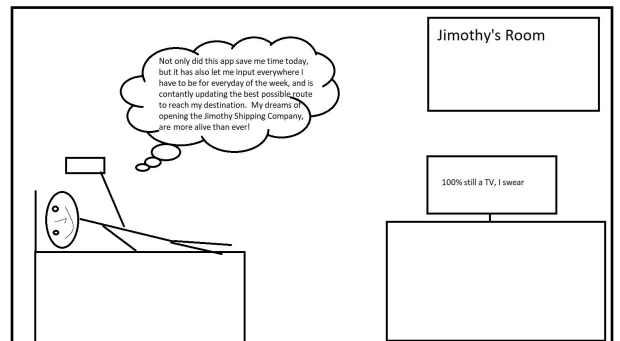 Jimothy's Room
Not only did this app save me time today,
but it has also let me input everywhere I
have to be for everyday of the week, and is
contantly updating the best possible route
to reach my destination. My dreams of
opening the Jimothy Shipping Company,
are more alive than ever!
100% still a TV, I swear